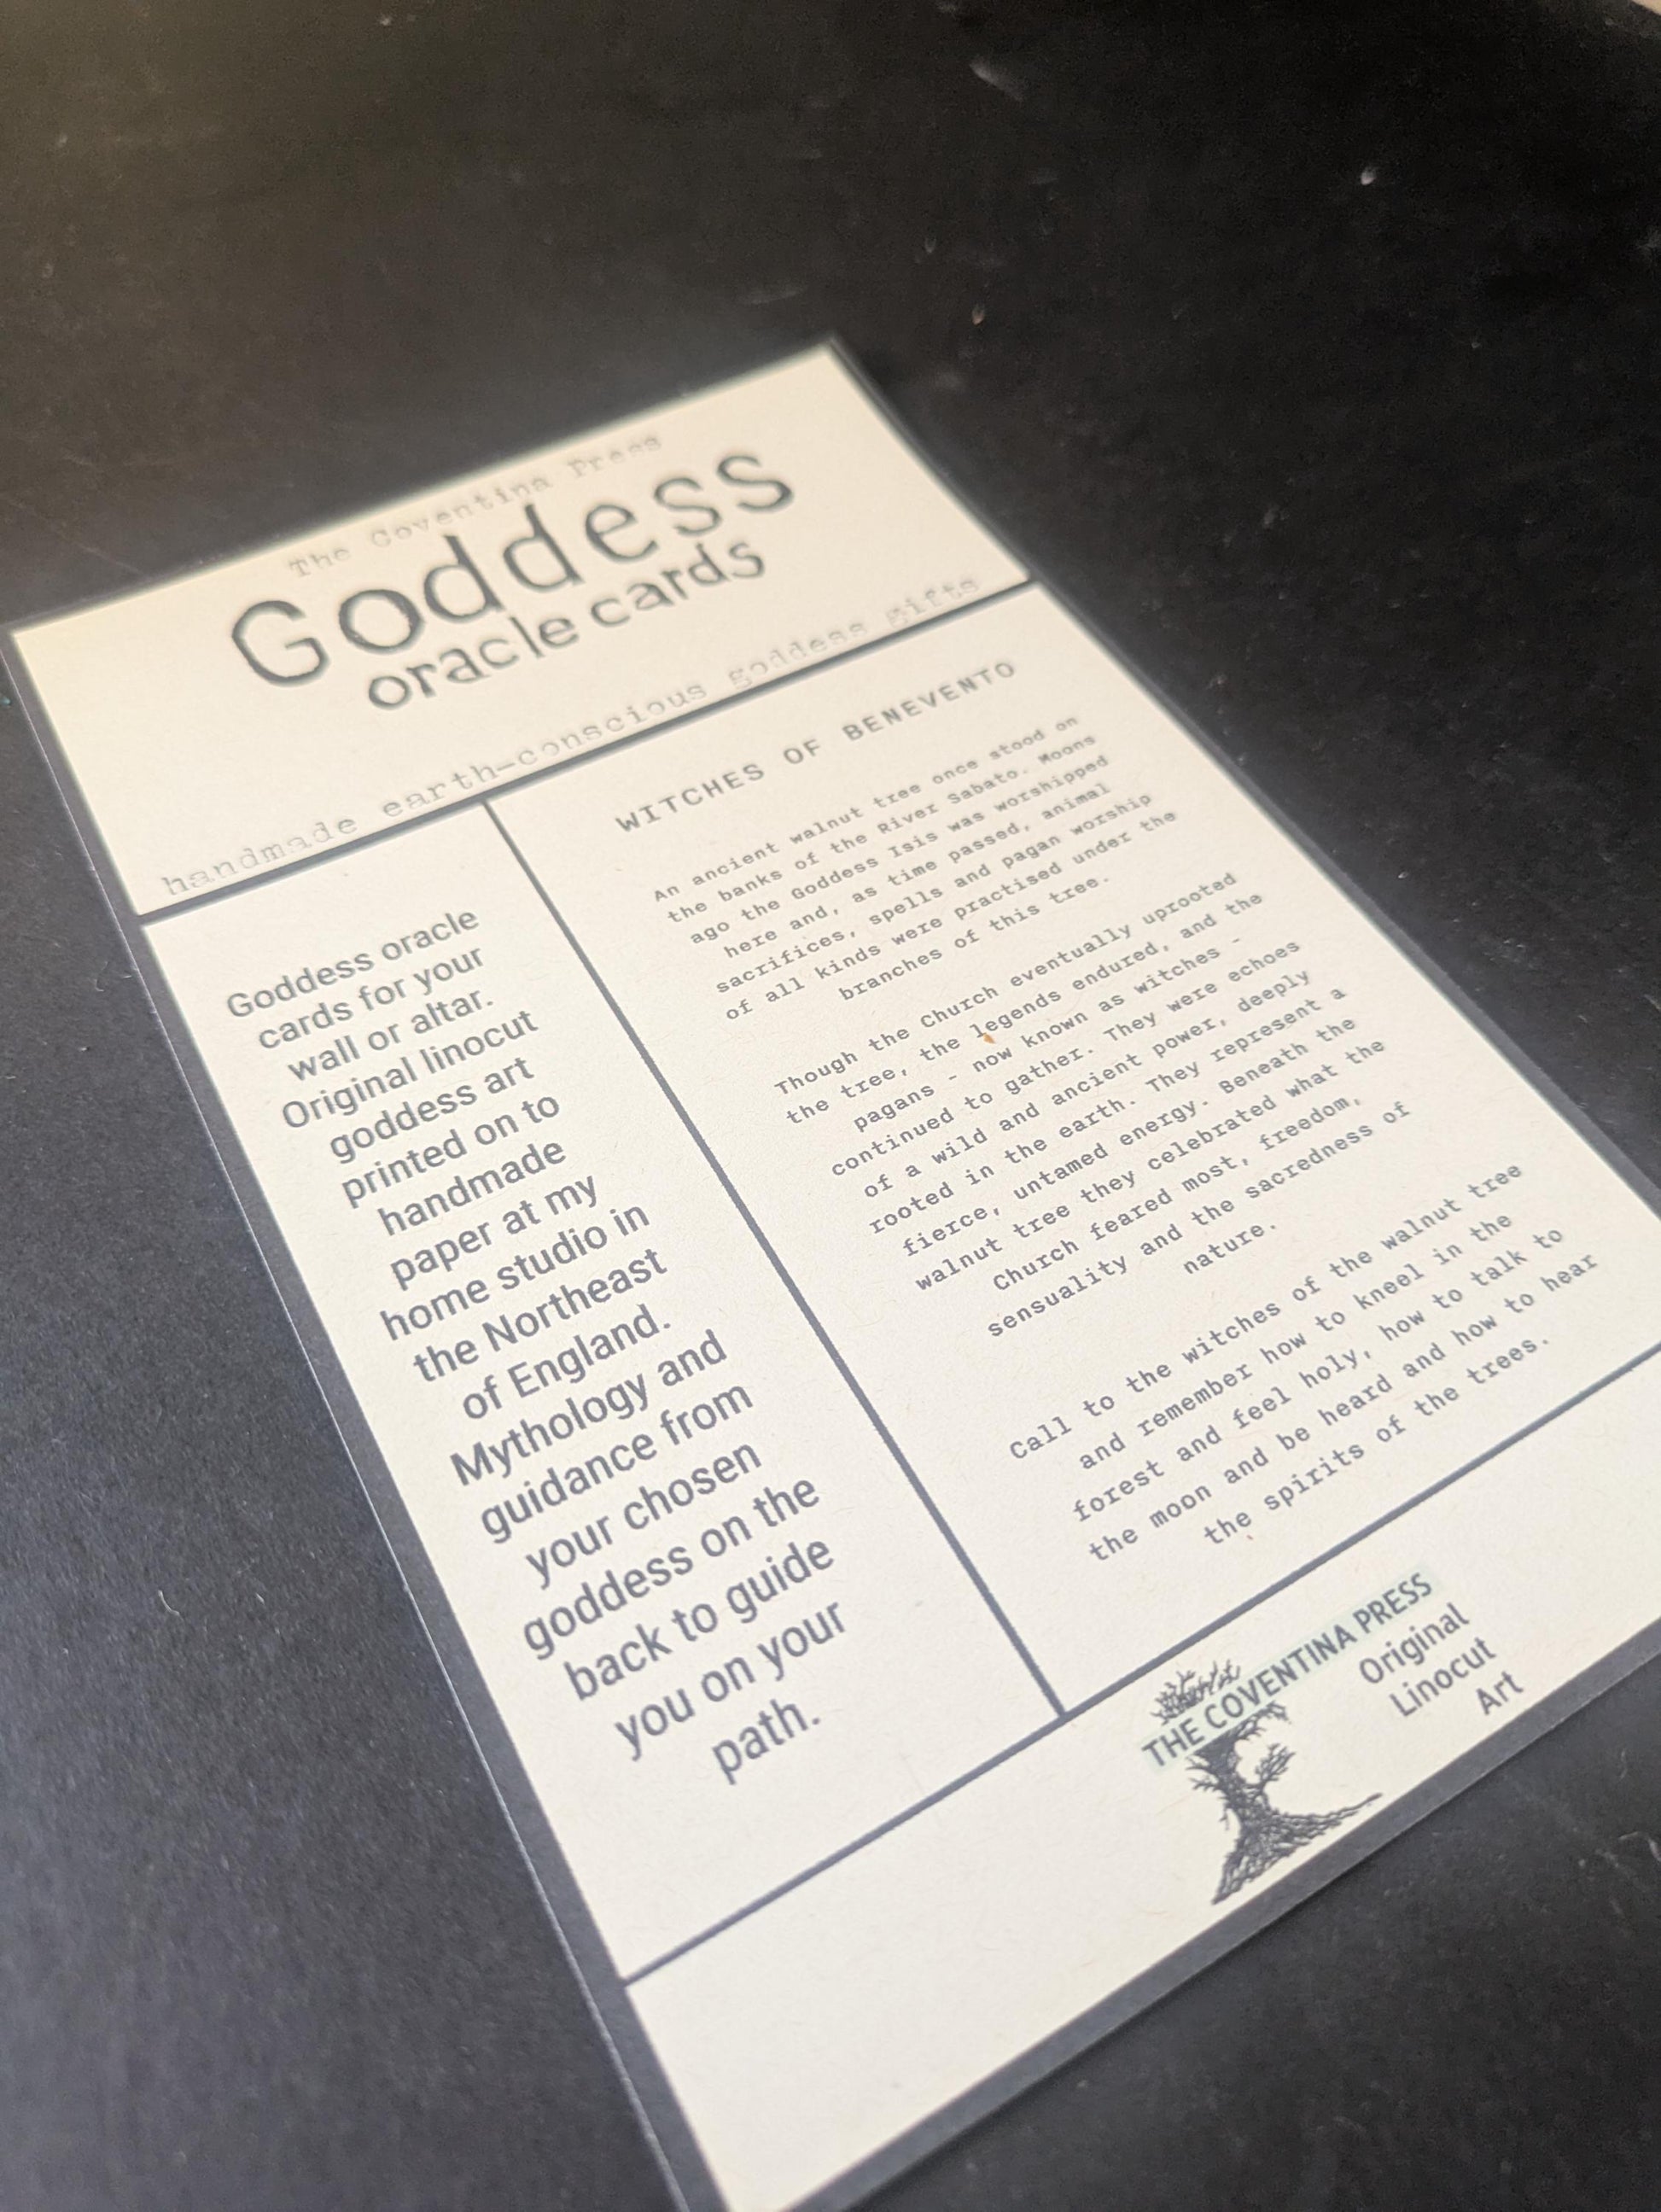 The Coventina Press
Goddess
oracle cards
handmade earth-conscious goddess gifts
Goddess oracle
cards for your
wall or altar.
Original linocut
goddess art
printed on to
handmade
paper at my
home studio in
the Northeast
of England.
Mythology and
guidance from
your chosen
goddess on the
back to guide
you on your
path.
WITCHES OF BENEVENTO
An ancient walnut tree once stood on
the banks of the River Sabato. Moons
ago the Goddess Isis was worshipped
here and, as time passed, animal
sacrifices, spells and pagan worship
of all kinds were practised under the
branches of this tree.
Though the Church eventually uprooted
the tree, the legends endured, and the
pagans - now known as witches -
continued to gather. They were echoes
of a wild and ancient power, deeply
rooted in the earth. They represent a
fierce, untamed energy. Beneath the
walnut tree they celebrated what the
Church feared most, freedom,
sensuality and the sacredness of
nature.
Call to the witches of the walnut tree
and remember how to kneel in the
forest and feel holy, how to talk to
the moon and be heard and how to hear
the spirits of the trees.
THE COVENTINA PRESS
Original
Linocut
Art